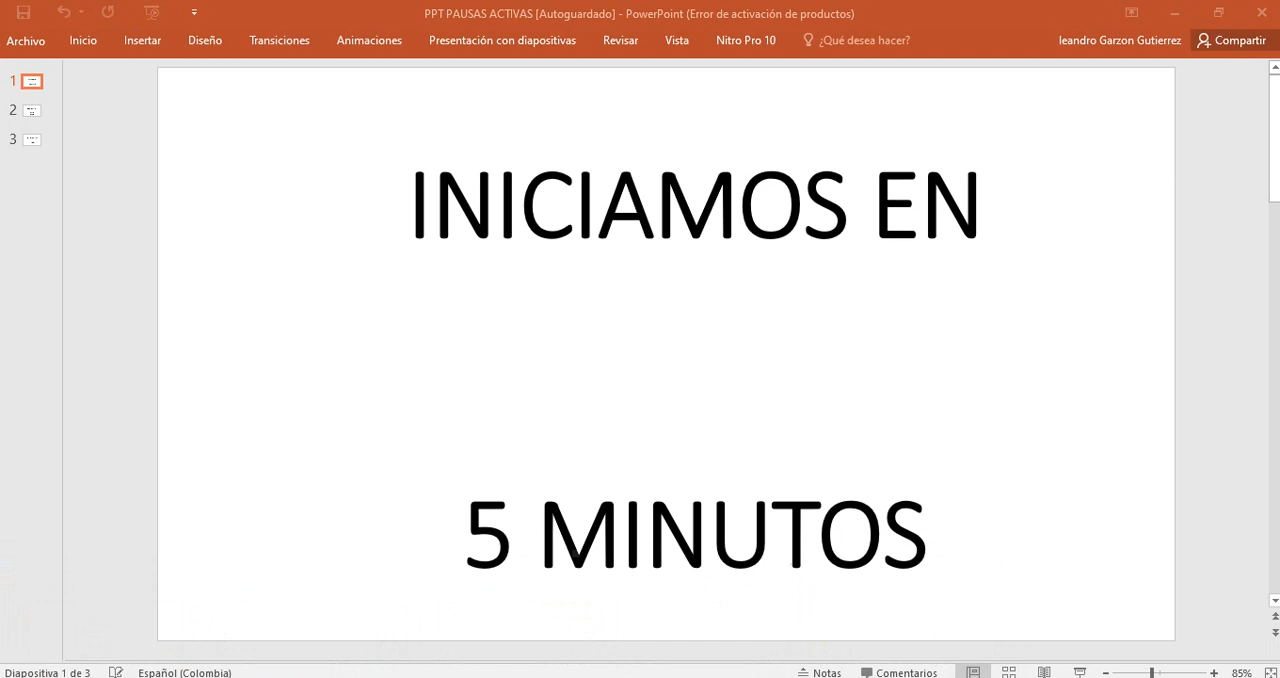 PPT PAUSAS ACTIVAS [Autoguardado] - PowerPoint (Error de activación de productos)
Archivo Inicio Insertar Diseño Transiciones Animaciones Presentación con diapositivas Revisar Vista Nitro Pro 10 ¿Qué desea hacer? leandro Garzon Gutierrez Compartir
1
2
3
INICIAMOS EN
5 MINUTOS
Diapositiva 1 de 3 Español (Colombia) Notas Comentarios 85%